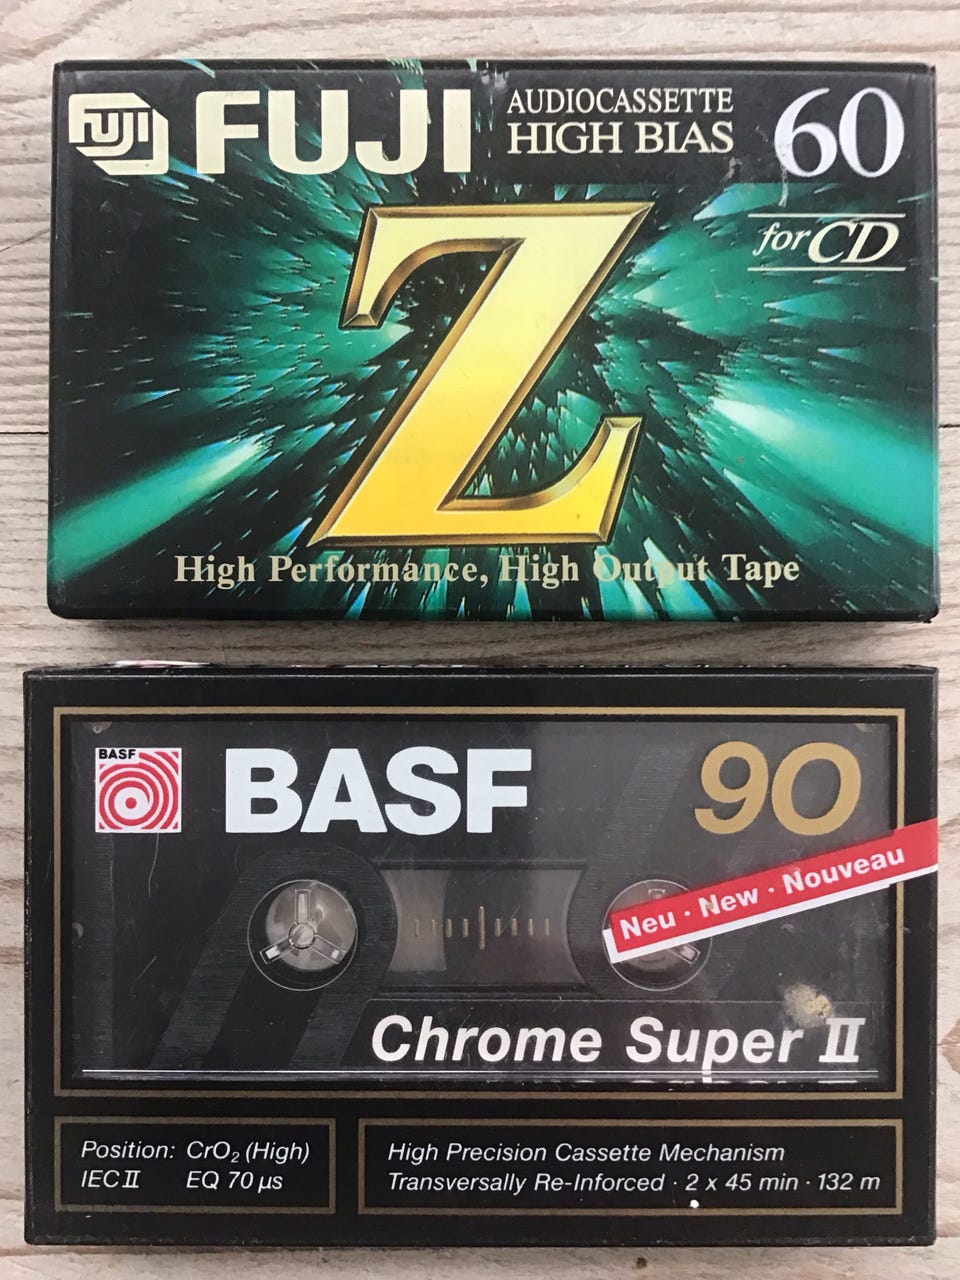 FUJI
FUJI
AUDIOCASSETTE
HIGH BIAS
60
for CD
Z
High Performance, High Output Tape
BASF
BASF
90
Neu · New · Nouveau
Chrome Super II
Position: CrO₂ (High)
IEC II EQ 70 µs
High Precision Cassette Mechanism
Transversally Re-Inforced · 2 x 45 min · 132 m